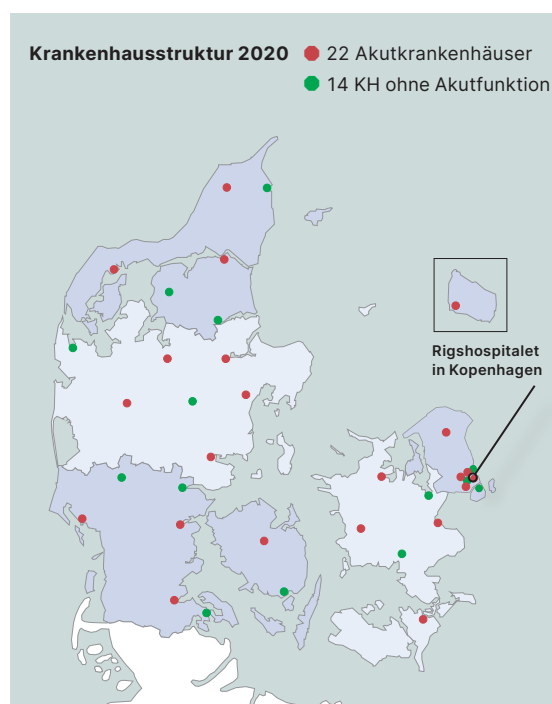 Krankenhausstruktur 2020
22 Akutkrankenhäuser
14 KH ohne Akutfunktion
Rigshospitalet
in Kopenhagen